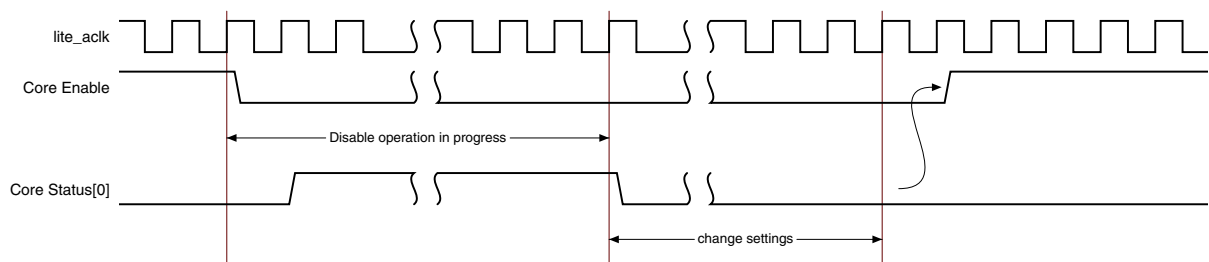 lite_aclk
Core Enable
Disable operation in progress
Core Status[0]
change settings